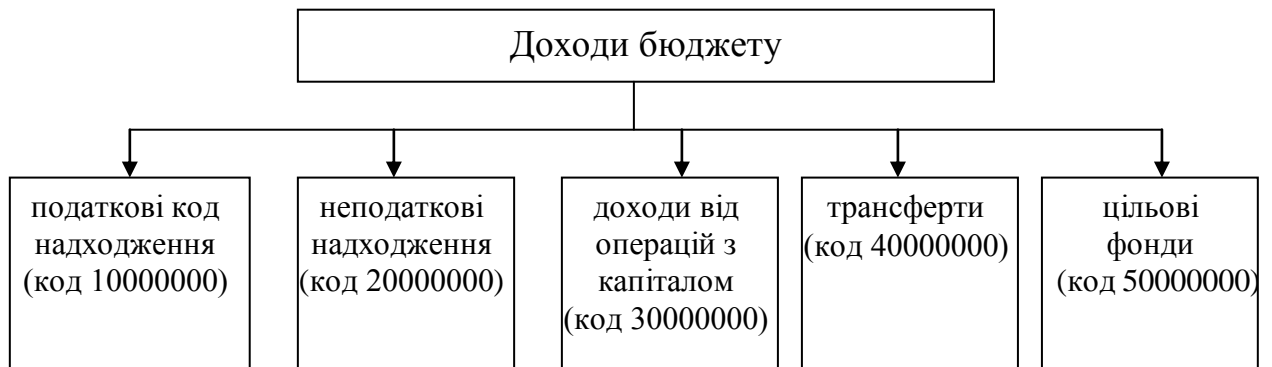 Доходи бюджету
податкові код
надходження
(код 10000000)
неподаткові
надходження
(код 20000000)
доходи від
операцій з
капіталом
(код 30000000)
трансферти
(код 40000000)
цільові
фонди
(код 50000000)